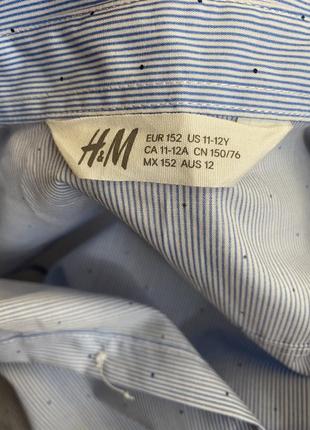 H&M
EUR 152 US 11-12Y
CA 11-12A CN 150/76
MX 152 AUS 12